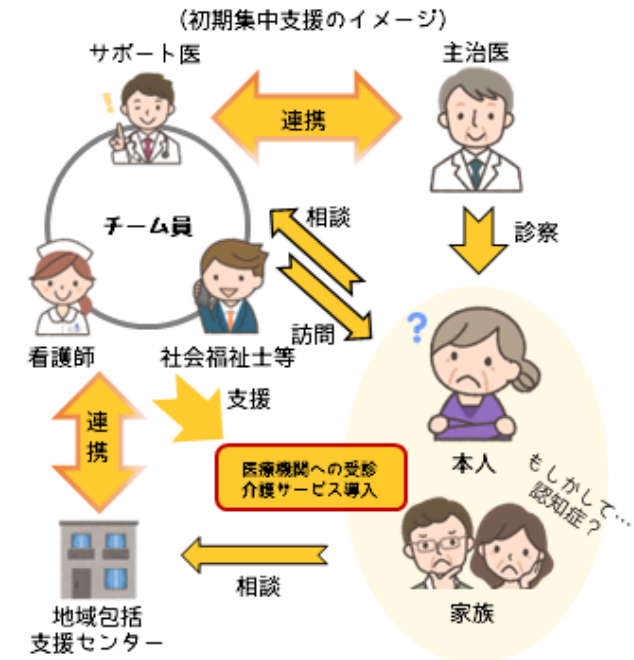 （初期集中支援のイメージ）
サポート医
主治医
連携
チーム員
相談
診察
訪問
看護師
社会福祉士等
支援
連
携
医療機関への受診
介護サービス導入
本人
もしかして…
認知症？
相談
家族
地域包括
支援センター